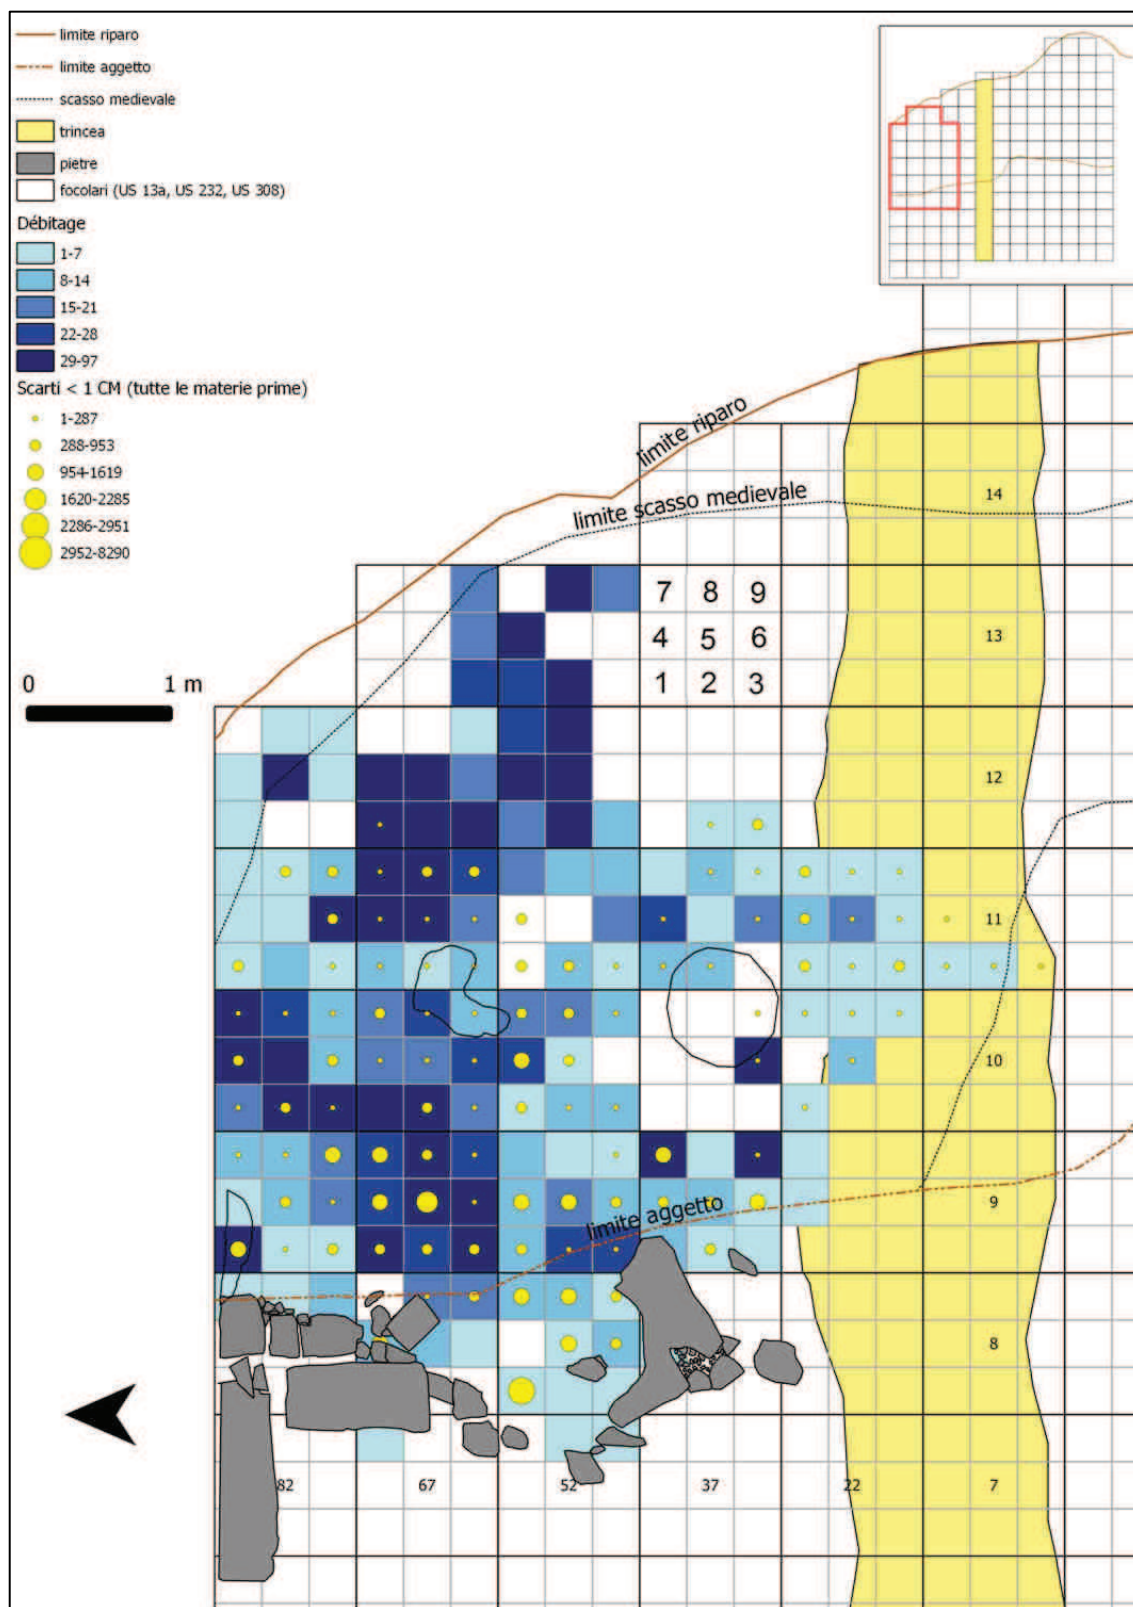 limite riparo
limite aggetto
scasso medievale
trincea
pietre
focolari (US 13a, US 232, US 308)
Débitage
1-7
8-14
15-21
22-28
29-97
Scarti < 1 CM (tutte le materie prime)
1-287
288-953
954-1619
1620-2285
2286-2951
2952-8290
limite riparo
limite scasso medievale
14
7 8 9
4 5 6
1 2 3
13
0 1 m
12
11
10
limite aggetto
9
8
82 67 52 37 22 7